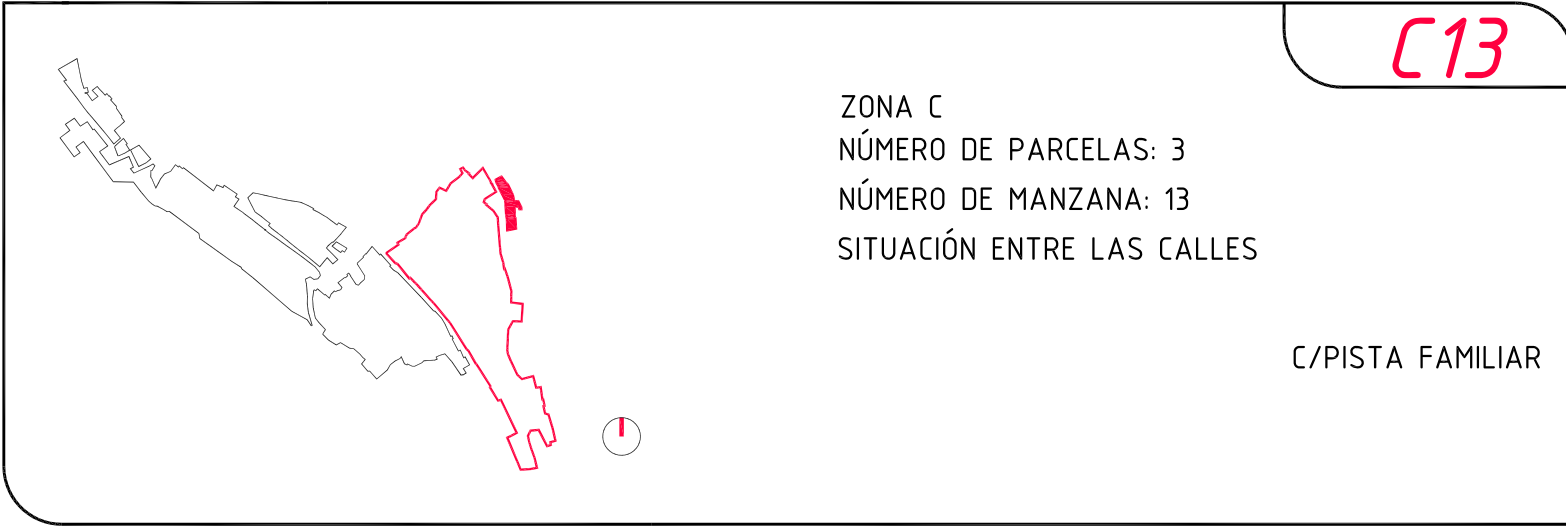 C13
ZONA C
NÚMERO DE PARCELAS: 3
NÚMERO DE MANZANA: 13
SITUACIÓN ENTRE LAS CALLES
C/PISTA FAMILIAR